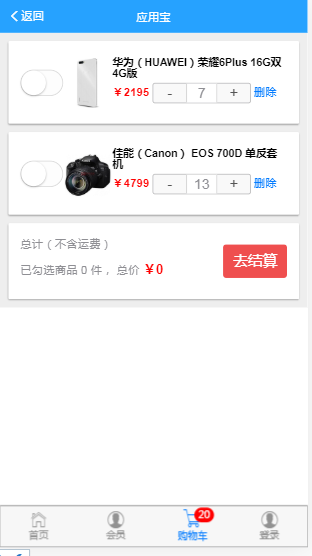 返回
应用宝
华为（HUAWEI）荣耀6Plus 16G双
4G版
￥2195 - 7 + 删除
佳能（Canon） EOS 700D 单反套
机
￥4799 - 13 + 删除
总计（不含运费）
已勾选商品 0 件， 总价 ￥0
去结算
20
首页 会员 购物车 登录